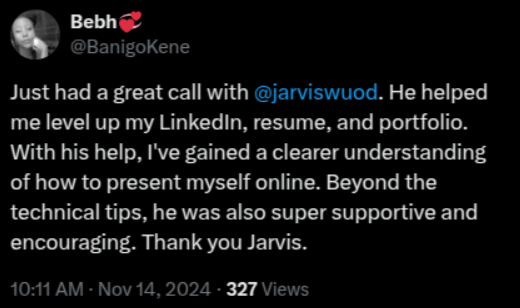 Bebh💞
@BanigoKene
Just had a great call with @jarviswuod. He helped
me level up my LinkedIn, resume, and portfolio.
With his help, I've gained a clearer understanding
of how to present myself online. Beyond the
technical tips, he was also super supportive and
encouraging. Thank you Jarvis.
10:11 AM · Nov 14, 2024 · 327 Views